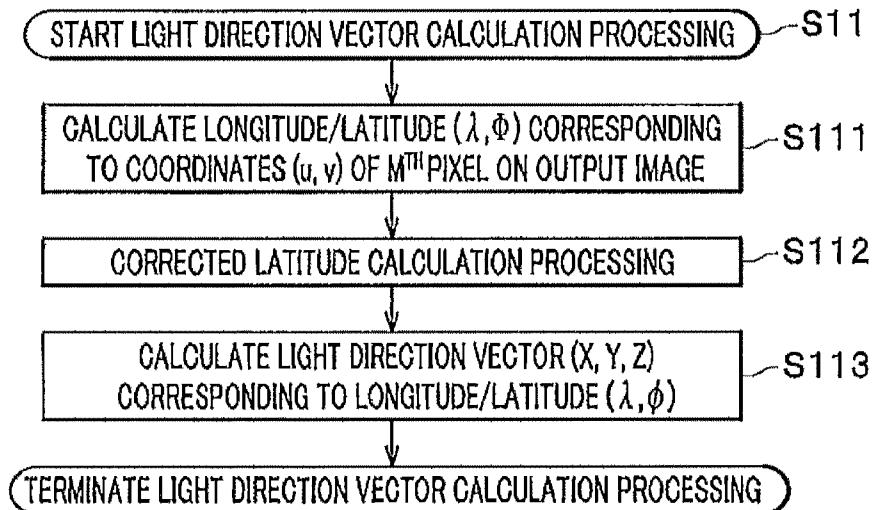 START LIGHT DIRECTION VECTOR CALCULATION PROCESSING S11
CALCULATE LONGITUDE/LATITUDE (λ,Φ) CORRESPONDING
TO COORDINATES (u, v) OF MTH PIXEL ON OUTPUT IMAGE S111
CORRECTED LATITUDE CALCULATION PROCESSING S112
CALCULATE LIGHT DIRECTION VECTOR (X, Y, Z)
CORRESPONDING TO LONGITUDE/LATITUDE (λ,ϕ) S113
TERMINATE LIGHT DIRECTION VECTOR CALCULATION PROCESSING